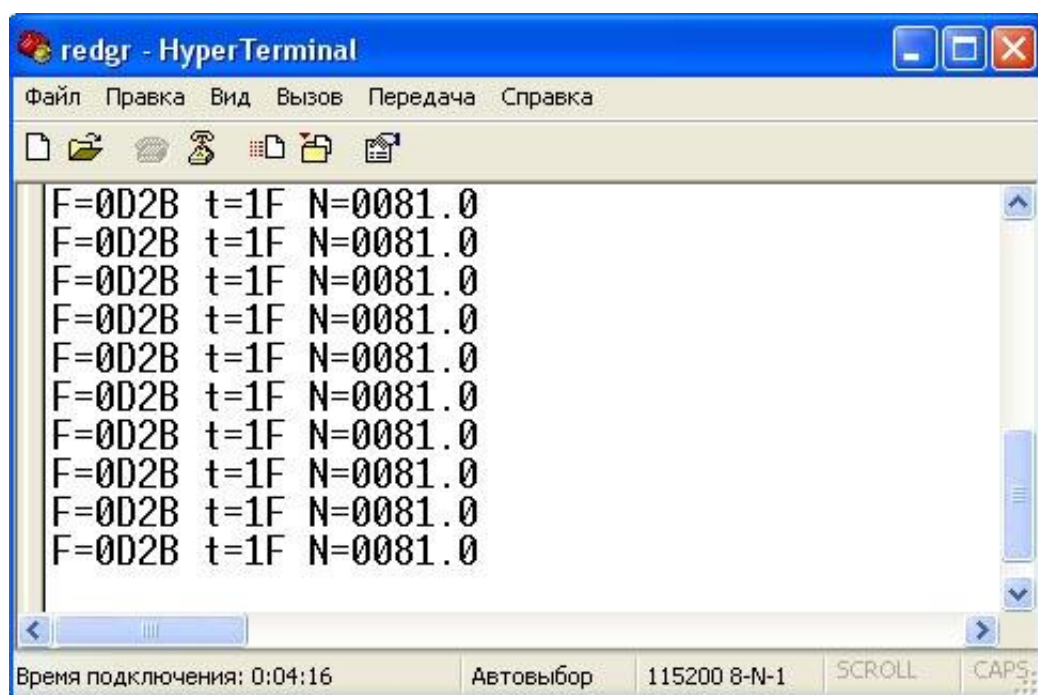 redgr - HyperTerminal
Файл Правка Вид Вызов Передача Справка
F=0D2B t=1F N=0081.0
F=0D2B t=1F N=0081.0
F=0D2B t=1F N=0081.0
F=0D2B t=1F N=0081.0
F=0D2B t=1F N=0081.0
F=0D2B t=1F N=0081.0
F=0D2B t=1F N=0081.0
F=0D2B t=1F N=0081.0
F=0D2B t=1F N=0081.0
F=0D2B t=1F N=0081.0
Время подключения: 0:04:16 Автовыбор 115200 8-N-1 SCROLL CAPS